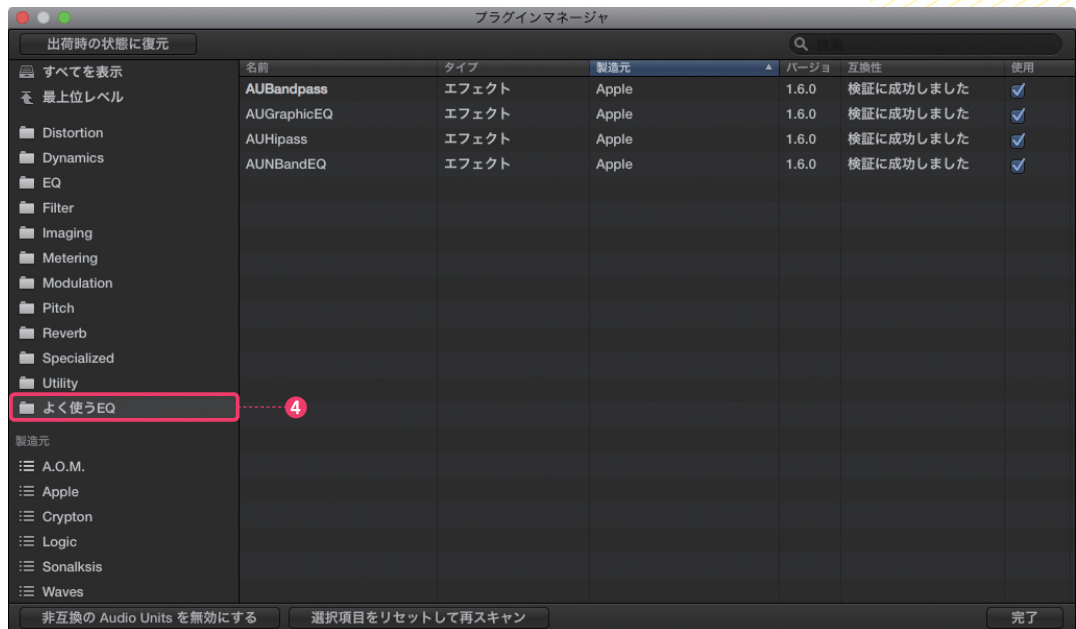 プラグインマネージャ
出荷時の状態に復元
すべてを表示
最上位レベル
Distortion
Dynamics
EQ
Filter
Imaging
Metering
Modulation
Pitch
Reverb
Specialized
Utility
よく使うEQ
4
製造元
A.O.M.
Apple
Crypton
Logic
Sonalksis
Waves
名前 タイプ 製造元 バージョ 互換性 使用
AUBandpass エフェクト Apple 1.6.0 検証に成功しました
AUGraphicEQ エフェクト Apple 1.6.0 検証に成功しました
AUHipass エフェクト Apple 1.6.0 検証に成功しました
AUNBandEQ エフェクト Apple 1.6.0 検証に成功しました
非互換の Audio Units を無効にする 選択項目をリセットして再スキャン 完了